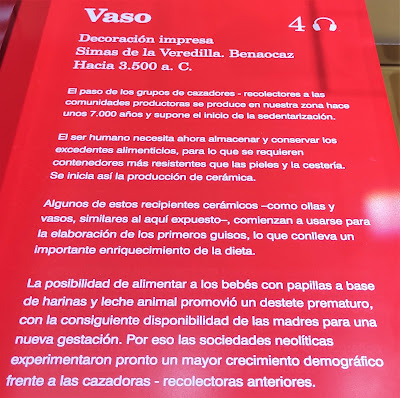 Vaso
4
Decoración impresa
Simas de la Veredilla. Benaocaz
Hacia 3.500 a. C.
El paso de los grupos de cazadores - recolectores a las
comunidades productoras se produce en nuestra zona hace
unos 7.000 años y supone el inicio de la sedentarización.
El ser humano necesita ahora almacenar y conservar los
excedentes alimenticios, para lo que se requieren
contenedores más resistentes que las pieles y la cestería.
Se inicia así la producción de cerámica.
Algunos de estos recipientes cerámicos –como ollas y
vasos, similares al aquí expuesto–, comienzan a usarse para
la elaboración de los primeros guisos, lo que conlleva un
importante enriquecimiento de la dieta.
La posibilidad de alimentar a los bebés con papillas a base
de harinas y leche animal promovió un destete prematuro,
con la consiguiente disponibilidad de las madres para una
nueva gestación. Por eso las sociedades neolíticas
experimentaron pronto un mayor crecimiento demográfico
frente a las cazadoras - recolectoras anteriores.